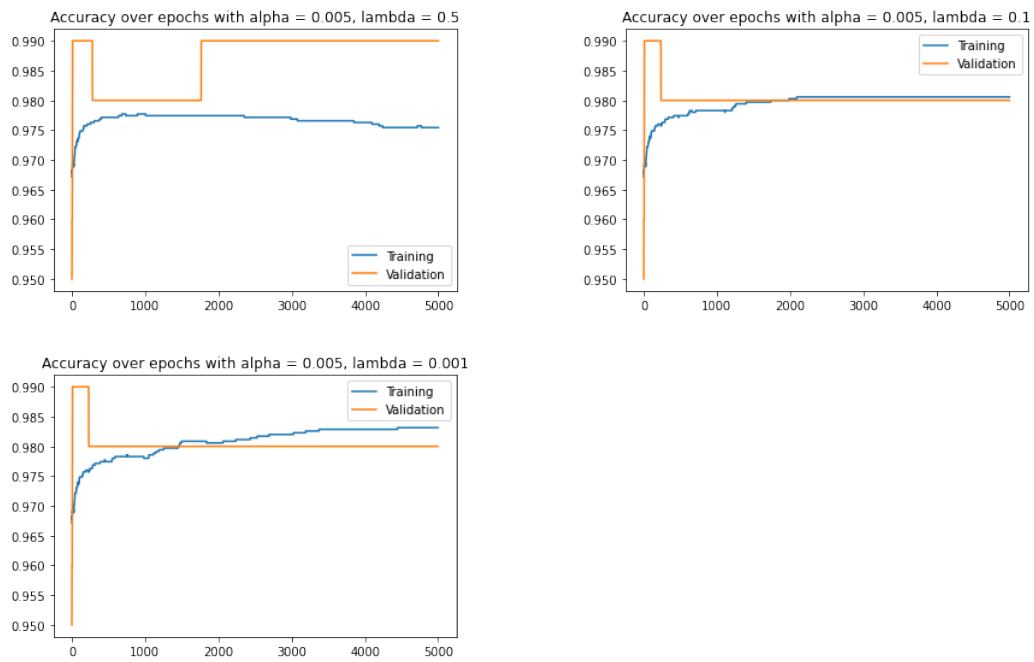 Accuracy over epochs with alpha = 0.005, lambda = 0.5
0.990
0.985
0.980
0.975
0.970
0.965
0.960
0.955
0.950
Training
Validation
0 1000 2000 3000 4000 5000
Accuracy over epochs with alpha = 0.005, lambda = 0.1
0.990
0.985
0.980
0.975
0.970
0.965
0.960
0.955
0.950
Training
Validation
0 1000 2000 3000 4000 5000
Accuracy over epochs with alpha = 0.005, lambda = 0.001
0.990
0.985
0.980
0.975
0.970
0.965
0.960
0.955
0.950
Training
Validation
0 1000 2000 3000 4000 5000